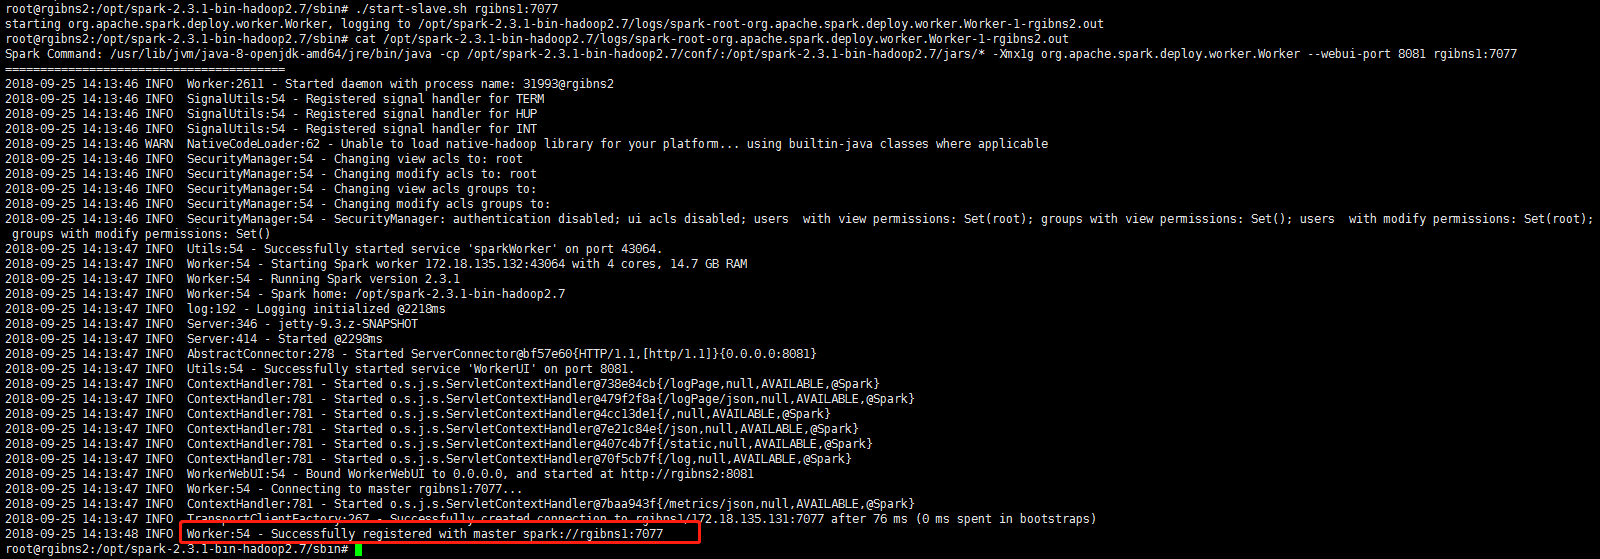 root@rgibns2:/opt/spark-2.3.1-bin-hadoop2.7/sbin# ./start-slave.sh rgibns1:7077
starting org.apache.spark.deploy.worker.Worker, logging to /opt/spark-2.3.1-bin-hadoop2.7/logs/spark-root-org.apache.spark.deploy.worker.Worker-1-rgibns2.out
root@rgibns2:/opt/spark-2.3.1-bin-hadoop2.7/sbin# cat /opt/spark-2.3.1-bin-hadoop2.7/logs/spark-root-org.apache.spark.deploy.worker.Worker-1-rgibns2.out
Spark Command: /usr/lib/jvm/java-8-openjdk-amd64/jre/bin/java -cp /opt/spark-2.3.1-bin-hadoop2.7/conf/:/opt/spark-2.3.1-bin-hadoop2.7/jars/* -Xmx1g org.apache.spark.deploy.worker.Worker --webui-port 8081 rgibns1:7077
========================================
2018-09-25 14:13:46 INFO  Worker:2611 - Started daemon with process name: 31993@rgibns2
2018-09-25 14:13:46 INFO  SignalUtils:54 - Registered signal handler for TERM
2018-09-25 14:13:46 INFO  SignalUtils:54 - Registered signal handler for HUP
2018-09-25 14:13:46 INFO  SignalUtils:54 - Registered signal handler for INT
2018-09-25 14:13:46 WARN  NativeCodeLoader:62 - Unable to load native-hadoop library for your platform... using builtin-java classes where applicable
2018-09-25 14:13:46 INFO  SecurityManager:54 - Changing view acls to: root
2018-09-25 14:13:46 INFO  SecurityManager:54 - Changing modify acls to: root
2018-09-25 14:13:46 INFO  SecurityManager:54 - Changing view acls groups to:
2018-09-25 14:13:46 INFO  SecurityManager:54 - Changing modify acls groups to:
2018-09-25 14:13:46 INFO  SecurityManager:54 - SecurityManager: authentication disabled; ui acls disabled; users  with view permissions: Set(root); groups with view permissions: Set(); users  with modify permissions: Set(root);
 groups with modify permissions: Set()
2018-09-25 14:13:47 INFO  Utils:54 - Successfully started service 'sparkWorker' on port 43064.
2018-09-25 14:13:47 INFO  Worker:54 - Starting Spark worker 172.18.135.132:43064 with 4 cores, 14.7 GB RAM
2018-09-25 14:13:47 INFO  Worker:54 - Running Spark version 2.3.1
2018-09-25 14:13:47 INFO  Worker:54 - Spark home: /opt/spark-2.3.1-bin-hadoop2.7
2018-09-25 14:13:47 INFO  log:192 - Logging initialized @2218ms
2018-09-25 14:13:47 INFO  Server:346 - jetty-9.3.z-SNAPSHOT
2018-09-25 14:13:47 INFO  Server:414 - Started @2298ms
2018-09-25 14:13:47 INFO  AbstractConnector:278 - Started ServerConnector@bf57e60{HTTP/1.1,[http/1.1]}{0.0.0.0:8081}
2018-09-25 14:13:47 INFO  Utils:54 - Successfully started service 'WorkerUI' on port 8081.
2018-09-25 14:13:47 INFO  ContextHandler:781 - Started o.s.j.s.ServletContextHandler@738e84cb{/logPage,null,AVAILABLE,@Spark}
2018-09-25 14:13:47 INFO  ContextHandler:781 - Started o.s.j.s.ServletContextHandler@479f2f8a{/logPage/json,null,AVAILABLE,@Spark}
2018-09-25 14:13:47 INFO  ContextHandler:781 - Started o.s.j.s.ServletContextHandler@4cc13de1{/,null,AVAILABLE,@Spark}
2018-09-25 14:13:47 INFO  ContextHandler:781 - Started o.s.j.s.ServletContextHandler@7e21c84e{/json,null,AVAILABLE,@Spark}
2018-09-25 14:13:47 INFO  ContextHandler:781 - Started o.s.j.s.ServletContextHandler@407c4b7f{/static,null,AVAILABLE,@Spark}
2018-09-25 14:13:47 INFO  ContextHandler:781 - Started o.s.j.s.ServletContextHandler@70f5cb7f{/log,null,AVAILABLE,@Spark}
2018-09-25 14:13:47 INFO  WorkerWebUI:54 - Bound WorkerWebUI to 0.0.0.0, and started at http://rgibns2:8081
2018-09-25 14:13:47 INFO  Worker:54 - Connecting to master rgibns1:7077...
2018-09-25 14:13:47 INFO  ContextHandler:781 - Started o.s.j.s.ServletContextHandler@7baa943f{/metrics/json,null,AVAILABLE,@Spark}
2018-09-25 14:13:47 INFO  TransportClientFactory:267 - Successfully created connection to rgibns1/172.18.135.131:7077 after 76 ms (0 ms spent in bootstraps)
2018-09-25 14:13:48 INFO  Worker:54 - Successfully registered with master spark://rgibns1:7077
root@rgibns2:/opt/spark-2.3.1-bin-hadoop2.7/sbin#